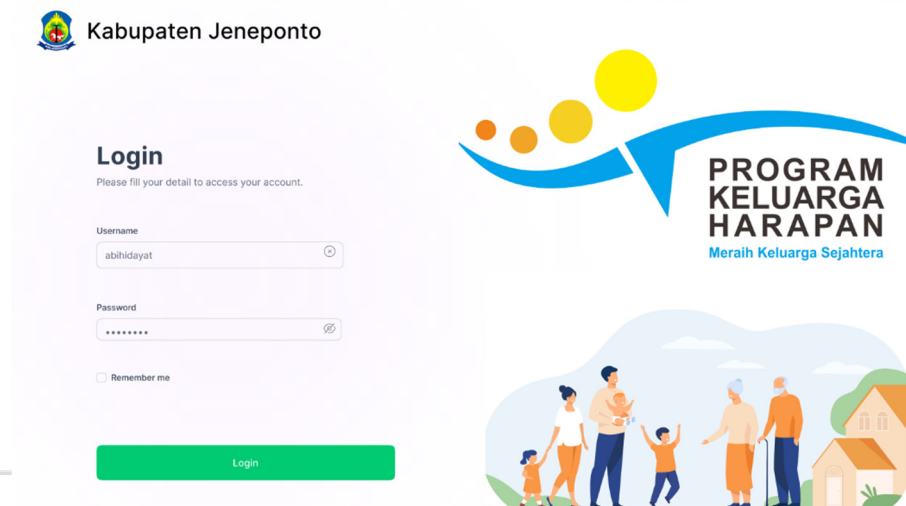 Kabupaten Jeneponto
Login
Please fill your detail to access your account.
Username
abihidayat
Password
Remember me
Login
PROGRAM
KELUARGA
HARAPAN
Meraih Keluarga Sejahtera